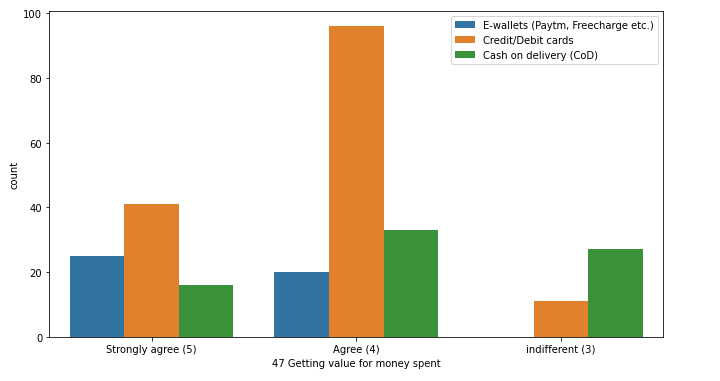 100
80
60
40
20
0
count
E-wallets (Paytm, Freecharge etc.)
Credit/Debit cards
Cash on delivery (CoD)
Strongly agree (5) Agree (4) indifferent (3)
47 Getting value for money spent